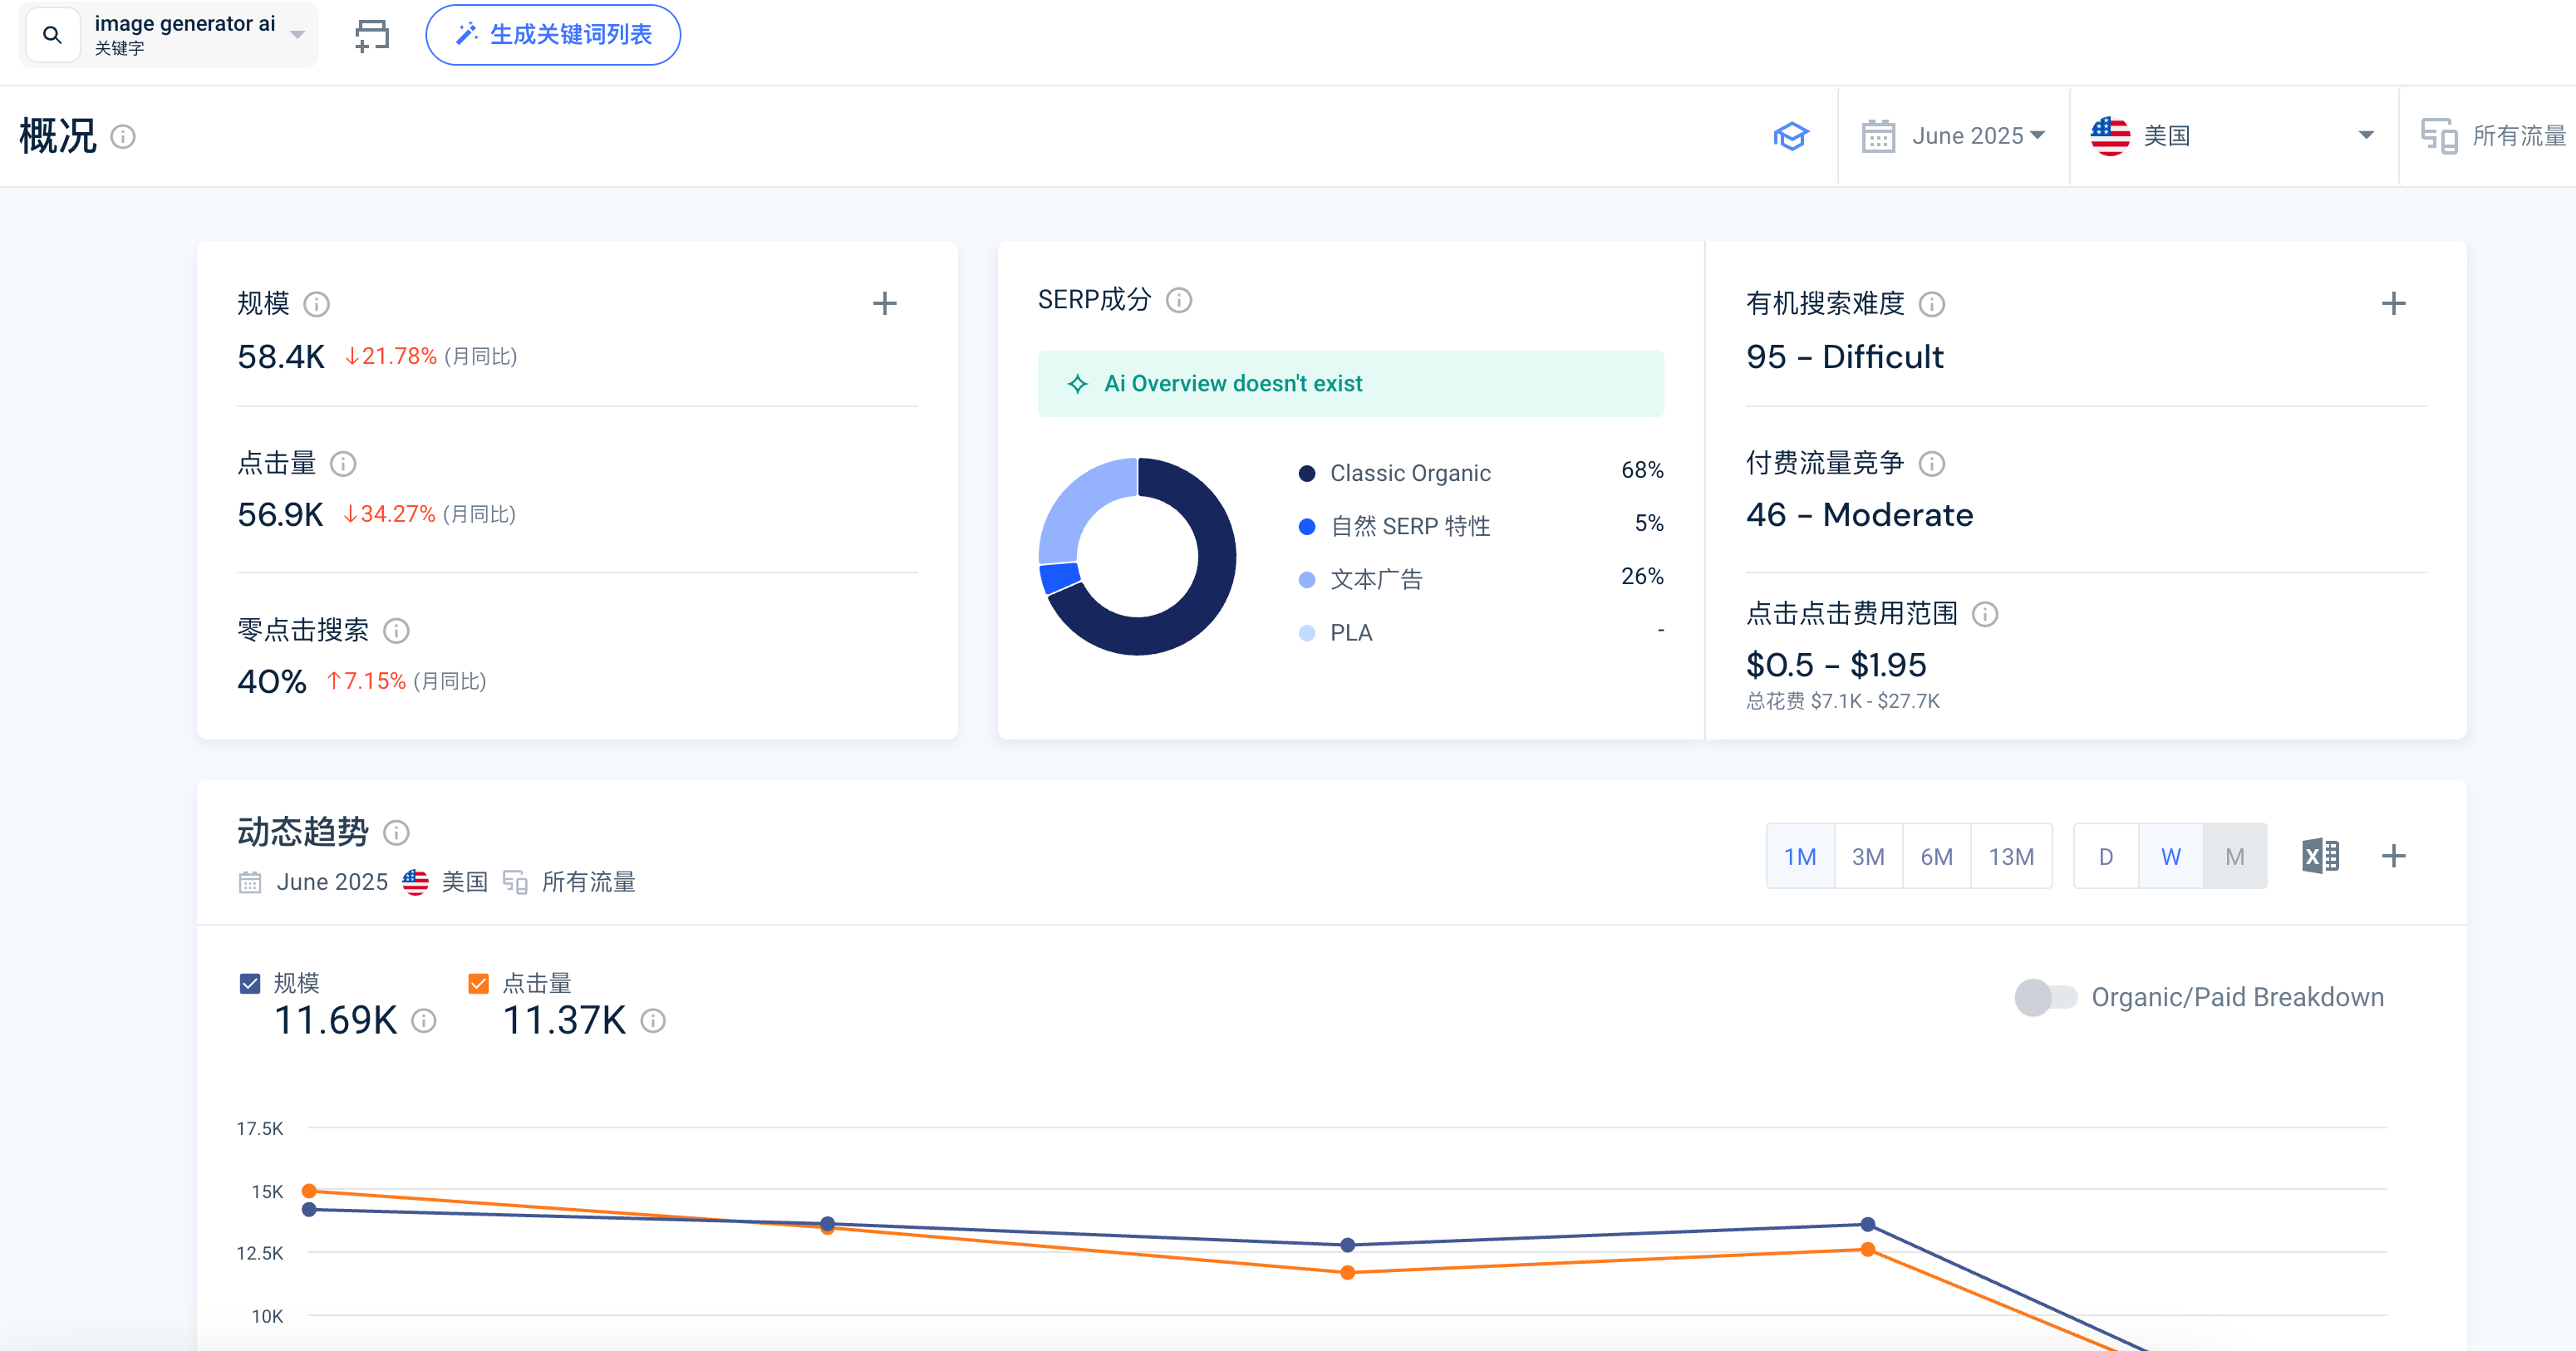 image generator ai
关键字
生成关键词列表
概况
June 2025
美国
所有流量
规模
58.4K ↓21.78% (月同比)
点击量
56.9K ↓34.27% (月同比)
零点击搜索
40% ↑7.15% (月同比)
SERP成分
Ai Overview doesn't exist
Classic Organic 68%
自然 SERP 特性 5%
文本广告 26%
PLA -
有机搜索难度
95 - Difficult
付费流量竞争
46 - Moderate
点击点击费用范围
$0.5 - $1.95
总花费 $7.1K - $27.7K
动态趋势
June 2025 美国 所有流量
1M 3M 6M 13M D W M
规模
11.69K
点击量
11.37K
Organic/Paid Breakdown
17.5K
15K
12.5K
10K